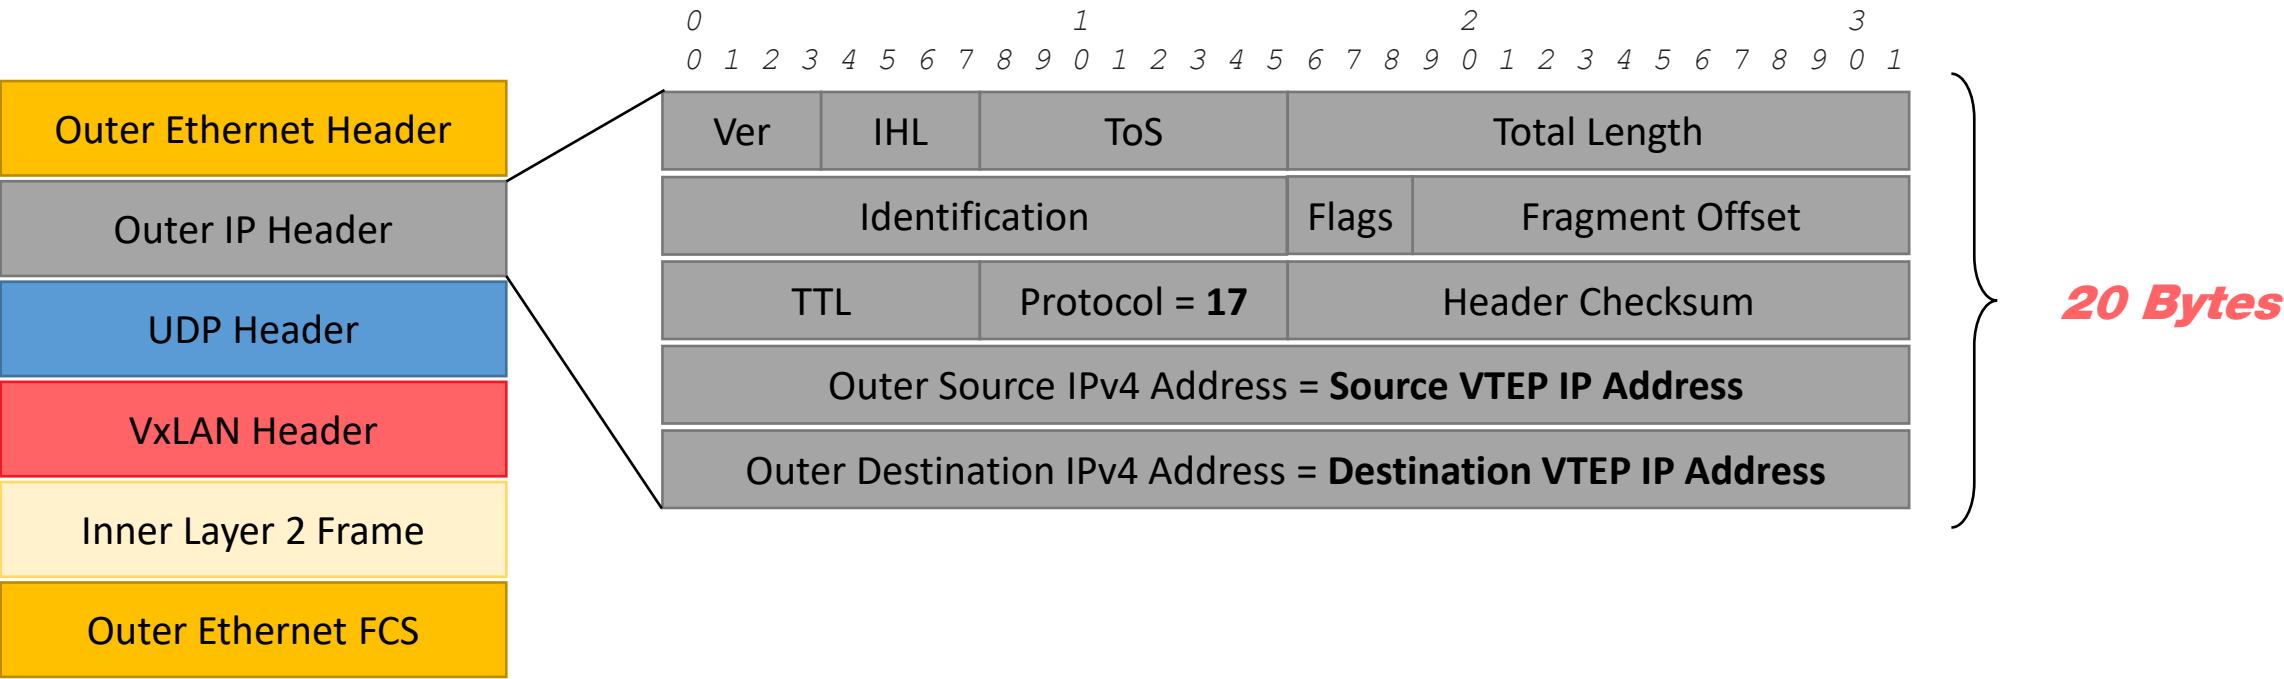 0 1 2 3
0 1 2 3 4 5 6 7 8 9 0 1 2 3 4 5 6 7 8 9 0 1 2 3 4 5 6 7 8 9 0 1
Outer Ethernet Header
Outer IP Header
UDP Header
VxLAN Header
Inner Layer 2 Frame
Outer Ethernet FCS
Ver IHL ToS Total Length
Identification Flags Fragment Offset
TTL Protocol = 17 Header Checksum
Outer Source IPv4 Address = Source VTEP IP Address
Outer Destination IPv4 Address = Destination VTEP IP Address
20 Bytes